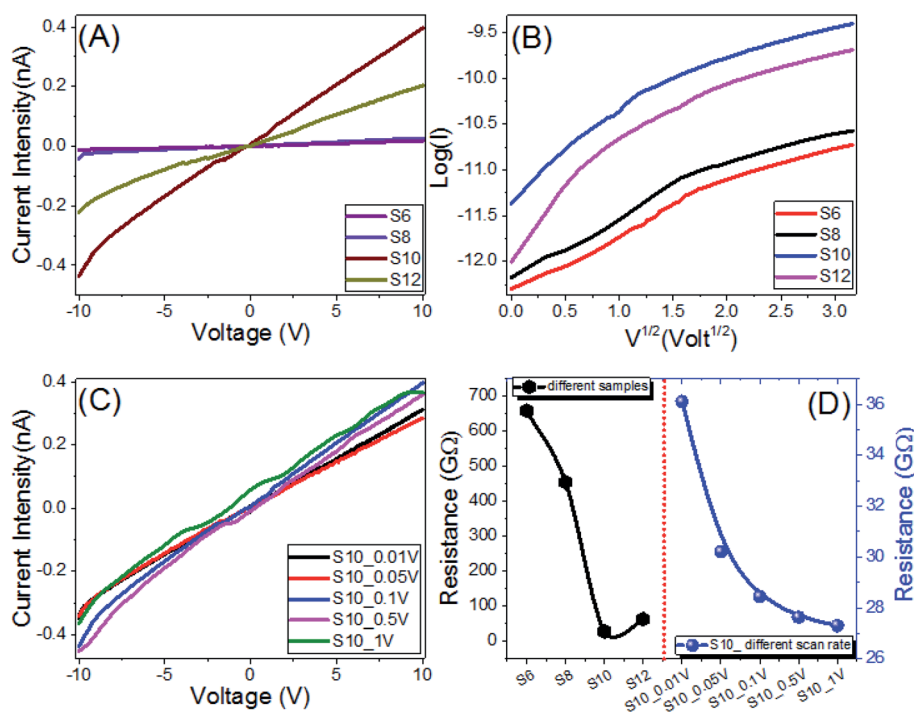 (A)
Current Intensity(nA)
0.4
0.2
0.0
-0.2
-0.4
-10
-5
0
5
10
Voltage (V)
S6
S8
S10
S12
(B)
Log(I)
-9.5
-10.0
-10.5
-11.0
-11.5
-12.0
0.0
0.5
1.0
1.5
2.0
2.5
3.0
V^1/2(Volt^1/2)
S6
S8
S10
S12
(C)
Current Intensity(nA)
0.4
0.2
0.0
-0.2
-0.4
-10
-5
0
5
10
Voltage (V)
S10_0.01V
S10_0.05V
S10_0.1V
S10_0.5V
S10_1V
(D)
different samples
Resistance (GΩ)
700
600
500
400
300
200
100
0
S6
S8
S10
S12
S10_0.01V
S10_0.05V
S10_0.1V
S10_0.5V
S10_1V
S10_ different scan rate
36
34
32
30
28
26
Resistance (GΩ)